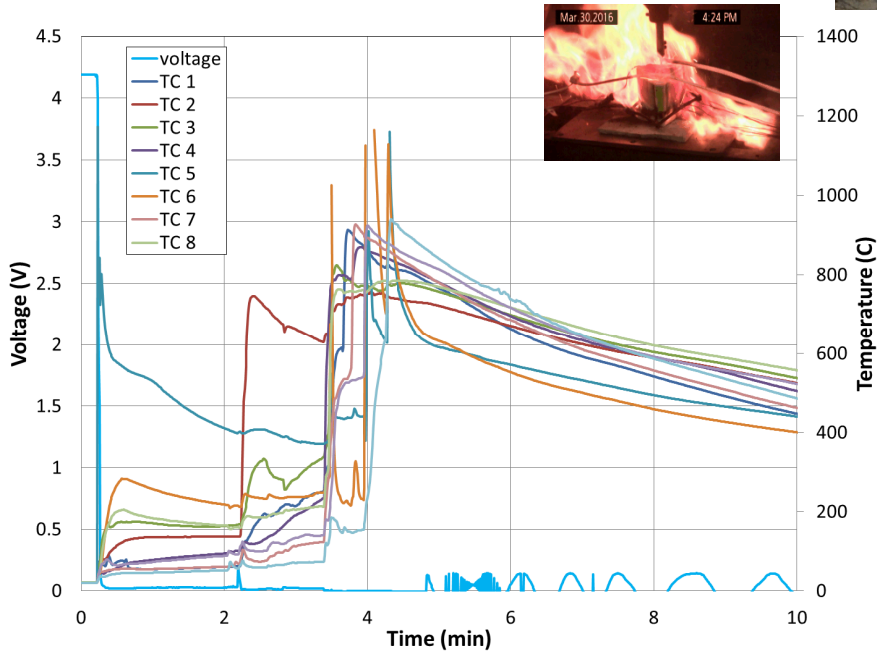 Mar.30.2016 4:24 PM
4.5
4
3.5
3
2.5
2
1.5
1
0.5
0
Voltage (V)
voltage
TC 1
TC 2
TC 3
TC 4
TC 5
TC 6
TC 7
TC 8
1400
1200
1000
800
600
400
200
0
Temperature (C)
0 2 4 6 8 10
Time (min)